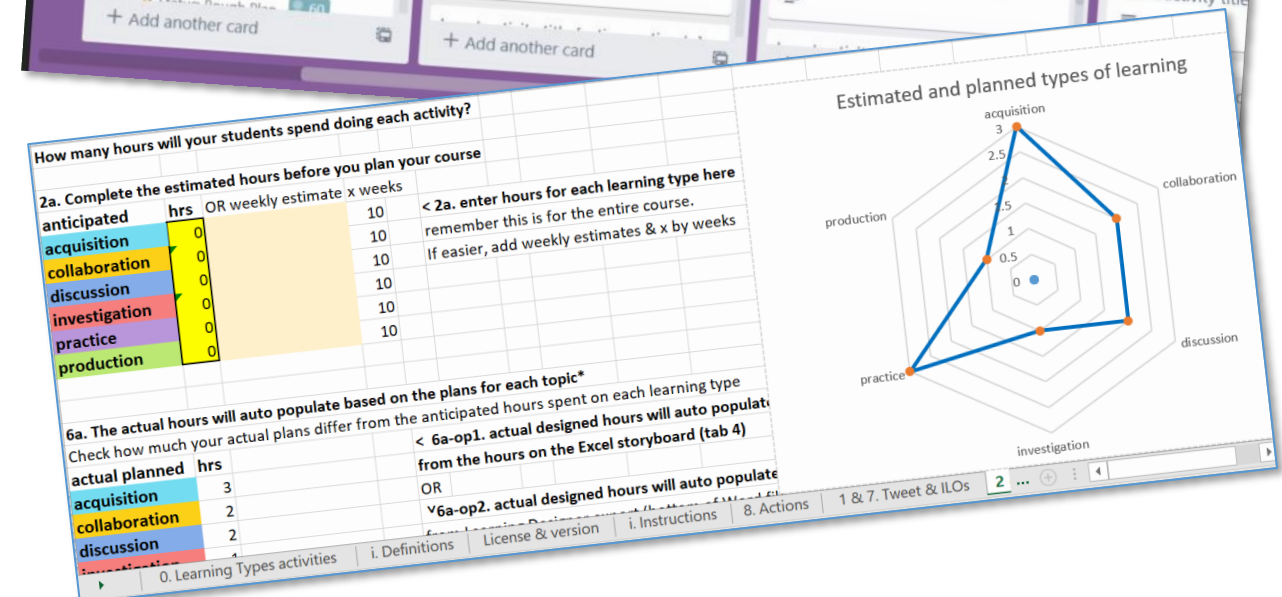 60
+ Add another card
+ Add another card
How many hours will your students spend doing each activity?
2a. Complete the estimated hours before you plan your course
anticipated hrs OR weekly estimate x weeks
acquisition 0 10
collaboration 0 10
discussion 0 10
investigation 0 10
practice 0 10
production 0 10
< 2a. enter hours for each learning type here
remember this is for the entire course.
If easier, add weekly estimates & x by weeks
6a. The actual hours will auto populate based on the plans for each topic*
Check how much your actual plans differ from the anticipated hours spent on each learning type
actual planned hrs
acquisition 3
collaboration 2
discussion 2
< 6a-op1. actual designed hours will auto populate
from the hours on the Excel storyboard (tab 4)
OR
˅6a-op2. actual designed hours will auto populate
Estimated and planned types of learning
acquisition
collaboration
discussion
investigation
practice
production
3
2.5
1.5
1
0.5
0
0. Learning Types activities
i. Definitions
License & version
i. Instructions
8. Actions
1 & 7. Tweet & ILOs
2 ...